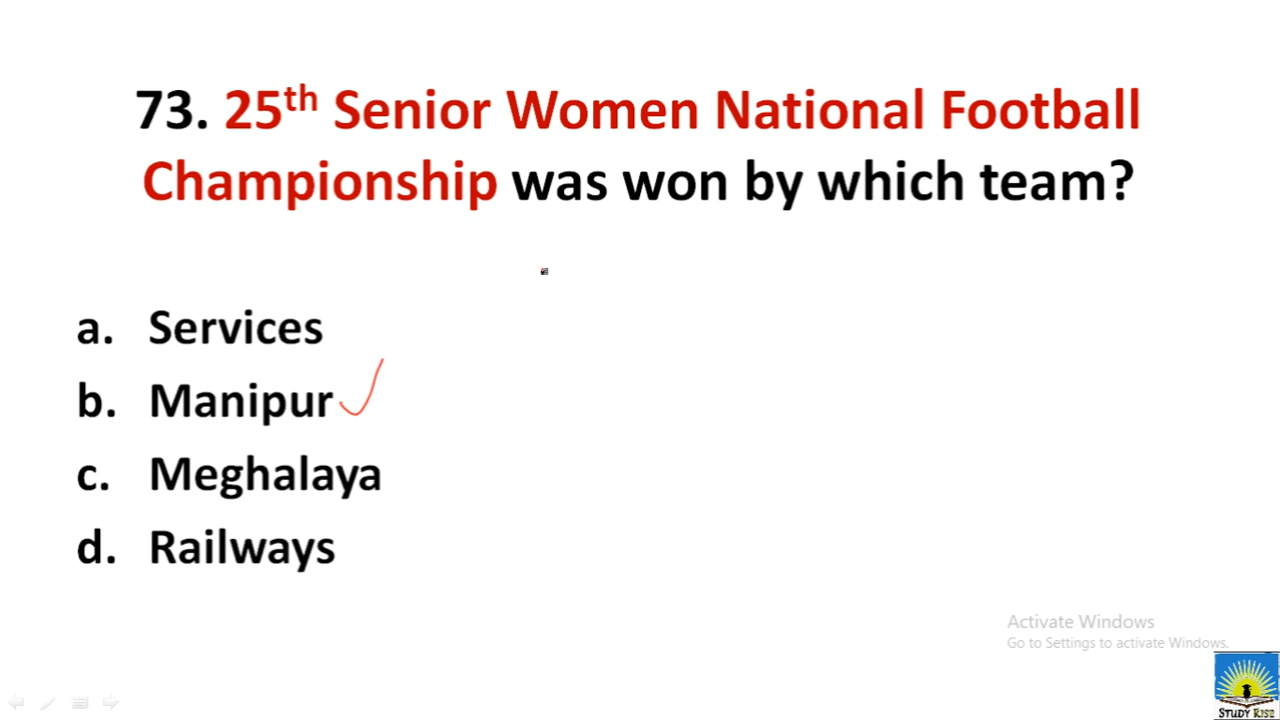 73. 25th Senior Women National Football
Championship was won by which team?
a. Services
b. Manipur
c. Meghalaya
d. Railways
Activate Windows
Go to Settings to activate Windows.
STUDY RISE